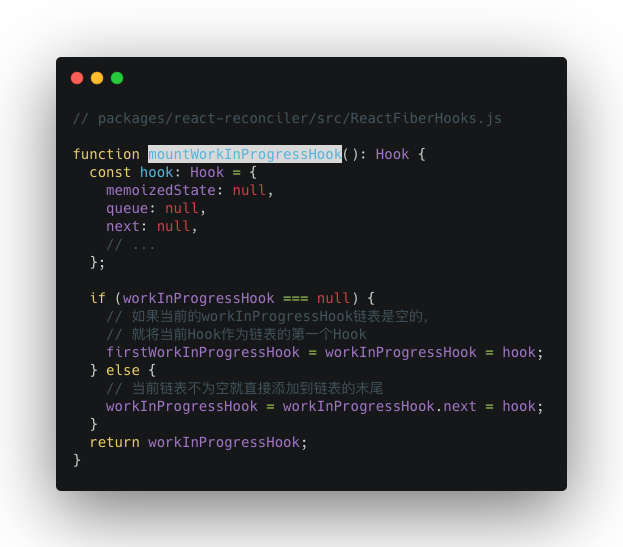 // packages/react-reconciler/src/ReactFiberHooks.js
function mountWorkInProgressHook(): Hook {
const hook: Hook = {
memoizedState: null,
queue: null,
next: null,
// ...
};
if (workInProgressHook === null) {
// 如果当前的workInProgressHook链表是空的,
// 就将当前Hook作为链表的第一个Hook
firstWorkInProgressHook = workInProgressHook = hook;
} else {
// 当前链表不为空就直接添加到链表的末尾
workInProgressHook = workInProgressHook.next = hook;
}
return workInProgressHook;
}